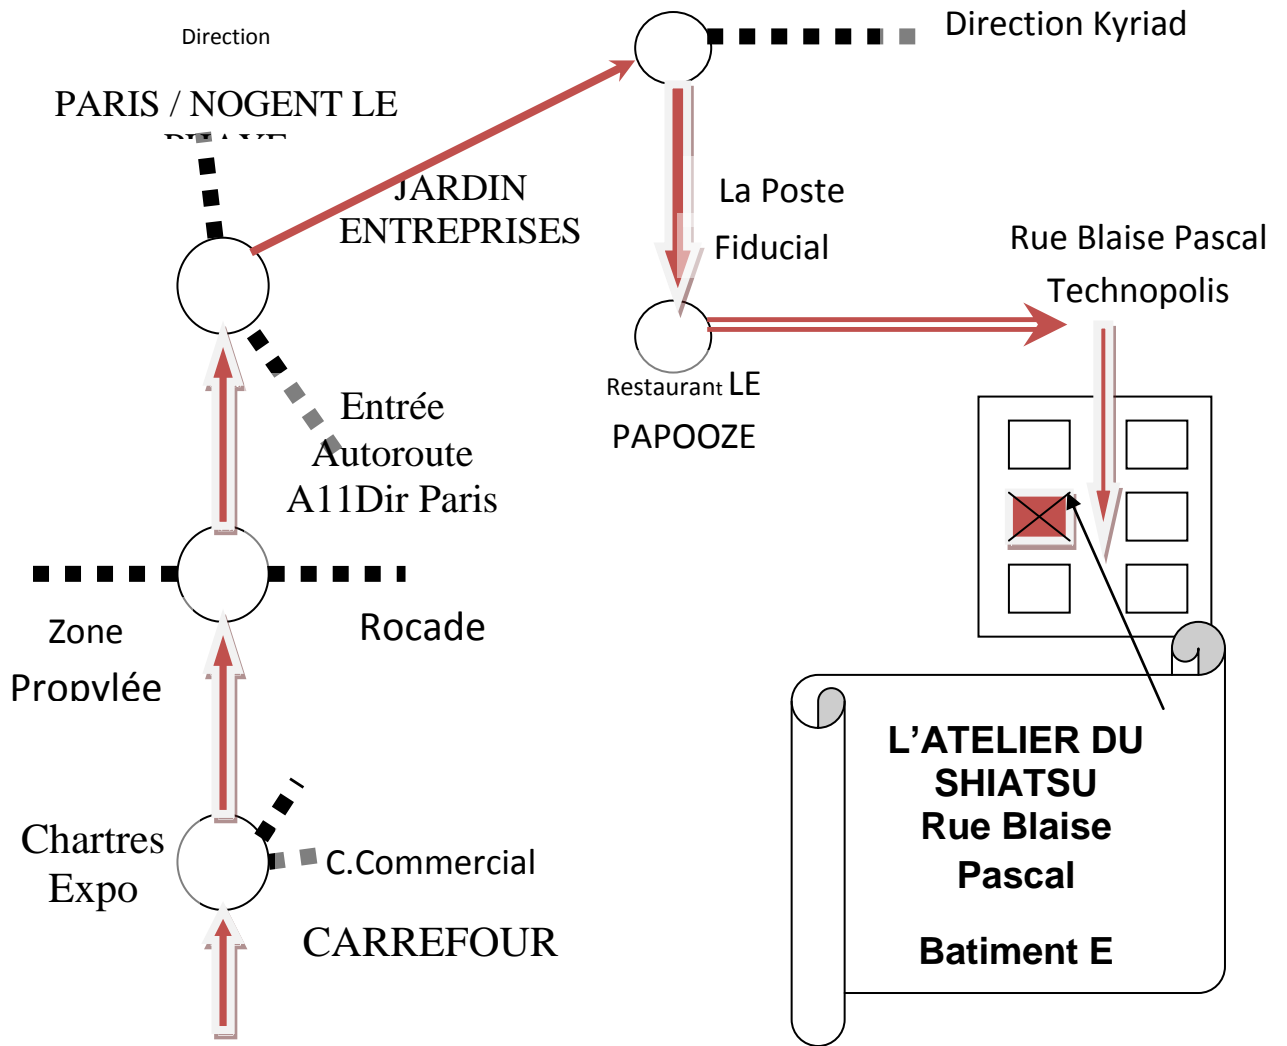 Direction
PARIS / NOGENT LE
JARDIN
ENTREPRISES
Direction Kyriad
La Poste
Fiducial
Rue Blaise Pascal
Technopolis
Restaurant LE
PAPOOZE
Entrée
Autoroute
A11Dir Paris
Zone
Propylée
Rocade
Chartres
Expo
C.Commercial
CARREFOUR
L’ATELIER DU
SHIATSU
Rue Blaise
Pascal
Batiment E